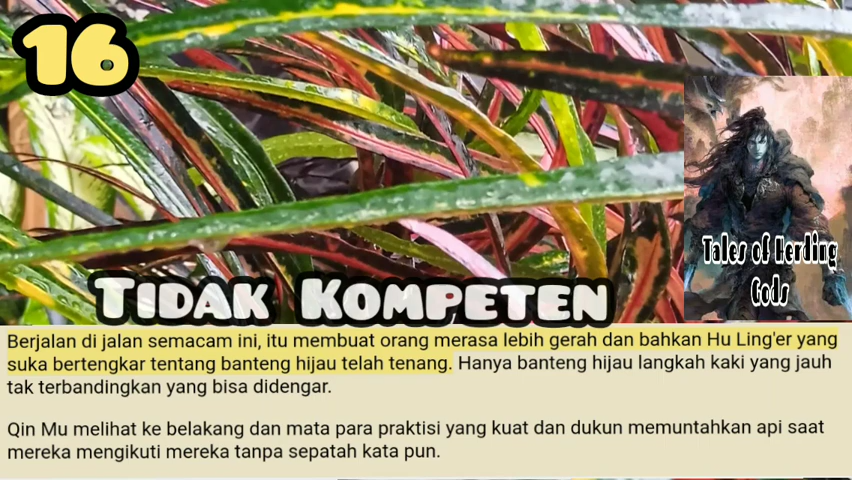 16
Tales of Herding
Gods
TIDAK KOMPETEN
Berjalan di jalan semacam ini, itu membuat orang merasa lebih gerah dan bahkan Hu Ling'er yang
suka bertengkar tentang banteng hijau telah tenang. Hanya banteng hijau langkah kaki yang jauh
tak terbandingkan yang bisa didengar.
Qin Mu melihat ke belakang dan mata para praktisi yang kuat dan dukun memuntahkan api saat
mereka mengikuti mereka tanpa sepatah kata pun.